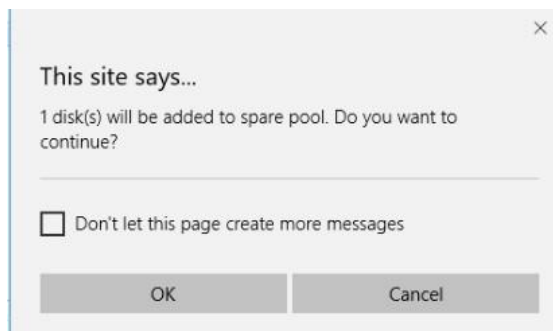 This site says...
1 disk(s) will be added to spare pool. Do you want to
continue?
Don't let this page create more messages
OK
Cancel